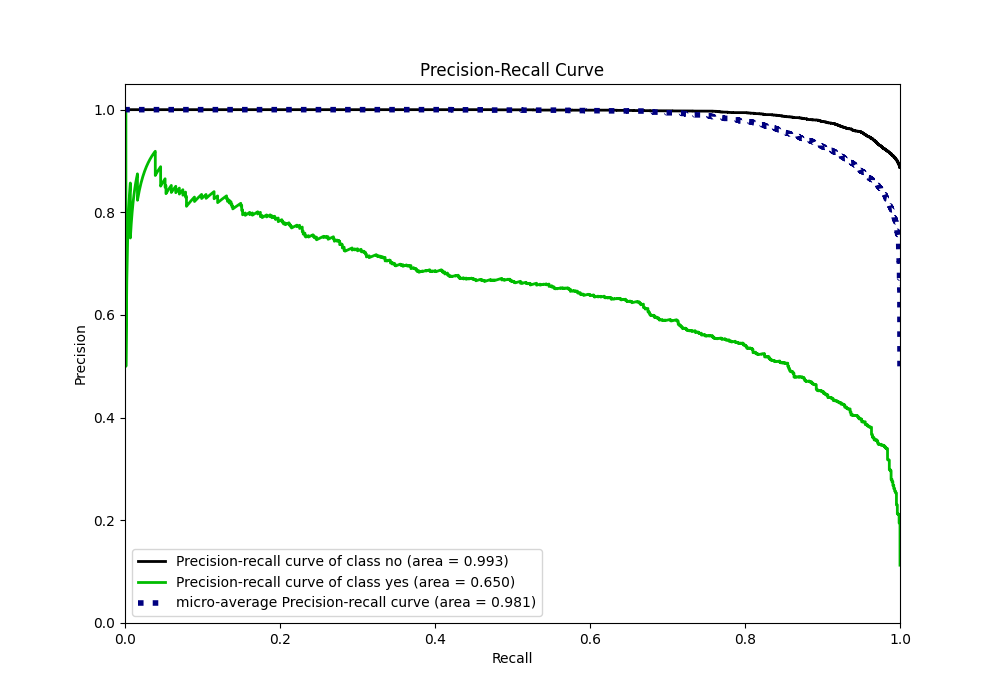 Precision-Recall Curve
1.0
0.8
0.6
0.4
0.2
0.0
Precision
Precision-recall curve of class no (area = 0.993)
Precision-recall curve of class yes (area = 0.650)
micro-average Precision-recall curve (area = 0.981)
0.0 0.2 0.4 0.6 0.8 1.0
Recall